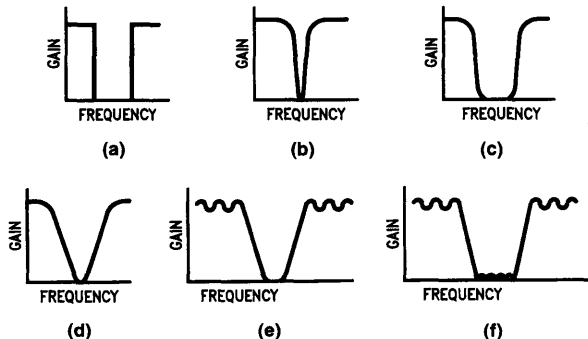 GAIN
FREQUENCY
(a)
GAIN
FREQUENCY
(b)
GAIN
FREQUENCY
(c)
GAIN
FREQUENCY
(d)
GAIN
FREQUENCY
(e)
GAIN
FREQUENCY
(f)